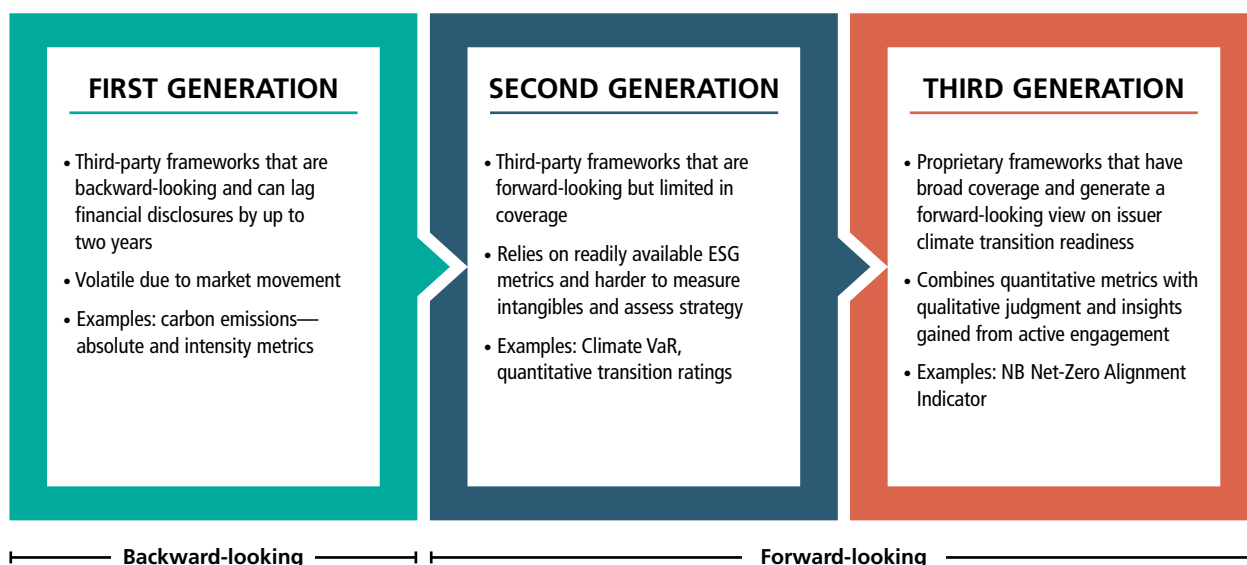 FIRST GENERATION
• Third-party frameworks that are
backward-looking and can lag
financial disclosures by up to
two years
• Volatile due to market movement
• Examples: carbon emissions—
absolute and intensity metrics
SECOND GENERATION
• Third-party frameworks that are
forward-looking but limited in
coverage
• Relies on readily available ESG
metrics and harder to measure
intangibles and assess strategy
• Examples: Climate VaR,
quantitative transition ratings
THIRD GENERATION
• Proprietary frameworks that have
broad coverage and generate a
forward-looking view on issuer
climate transition readiness
• Combines quantitative metrics with
qualitative judgment and insights
gained from active engagement
• Examples: NB Net-Zero Alignment
Indicator
Backward-looking
Forward-looking